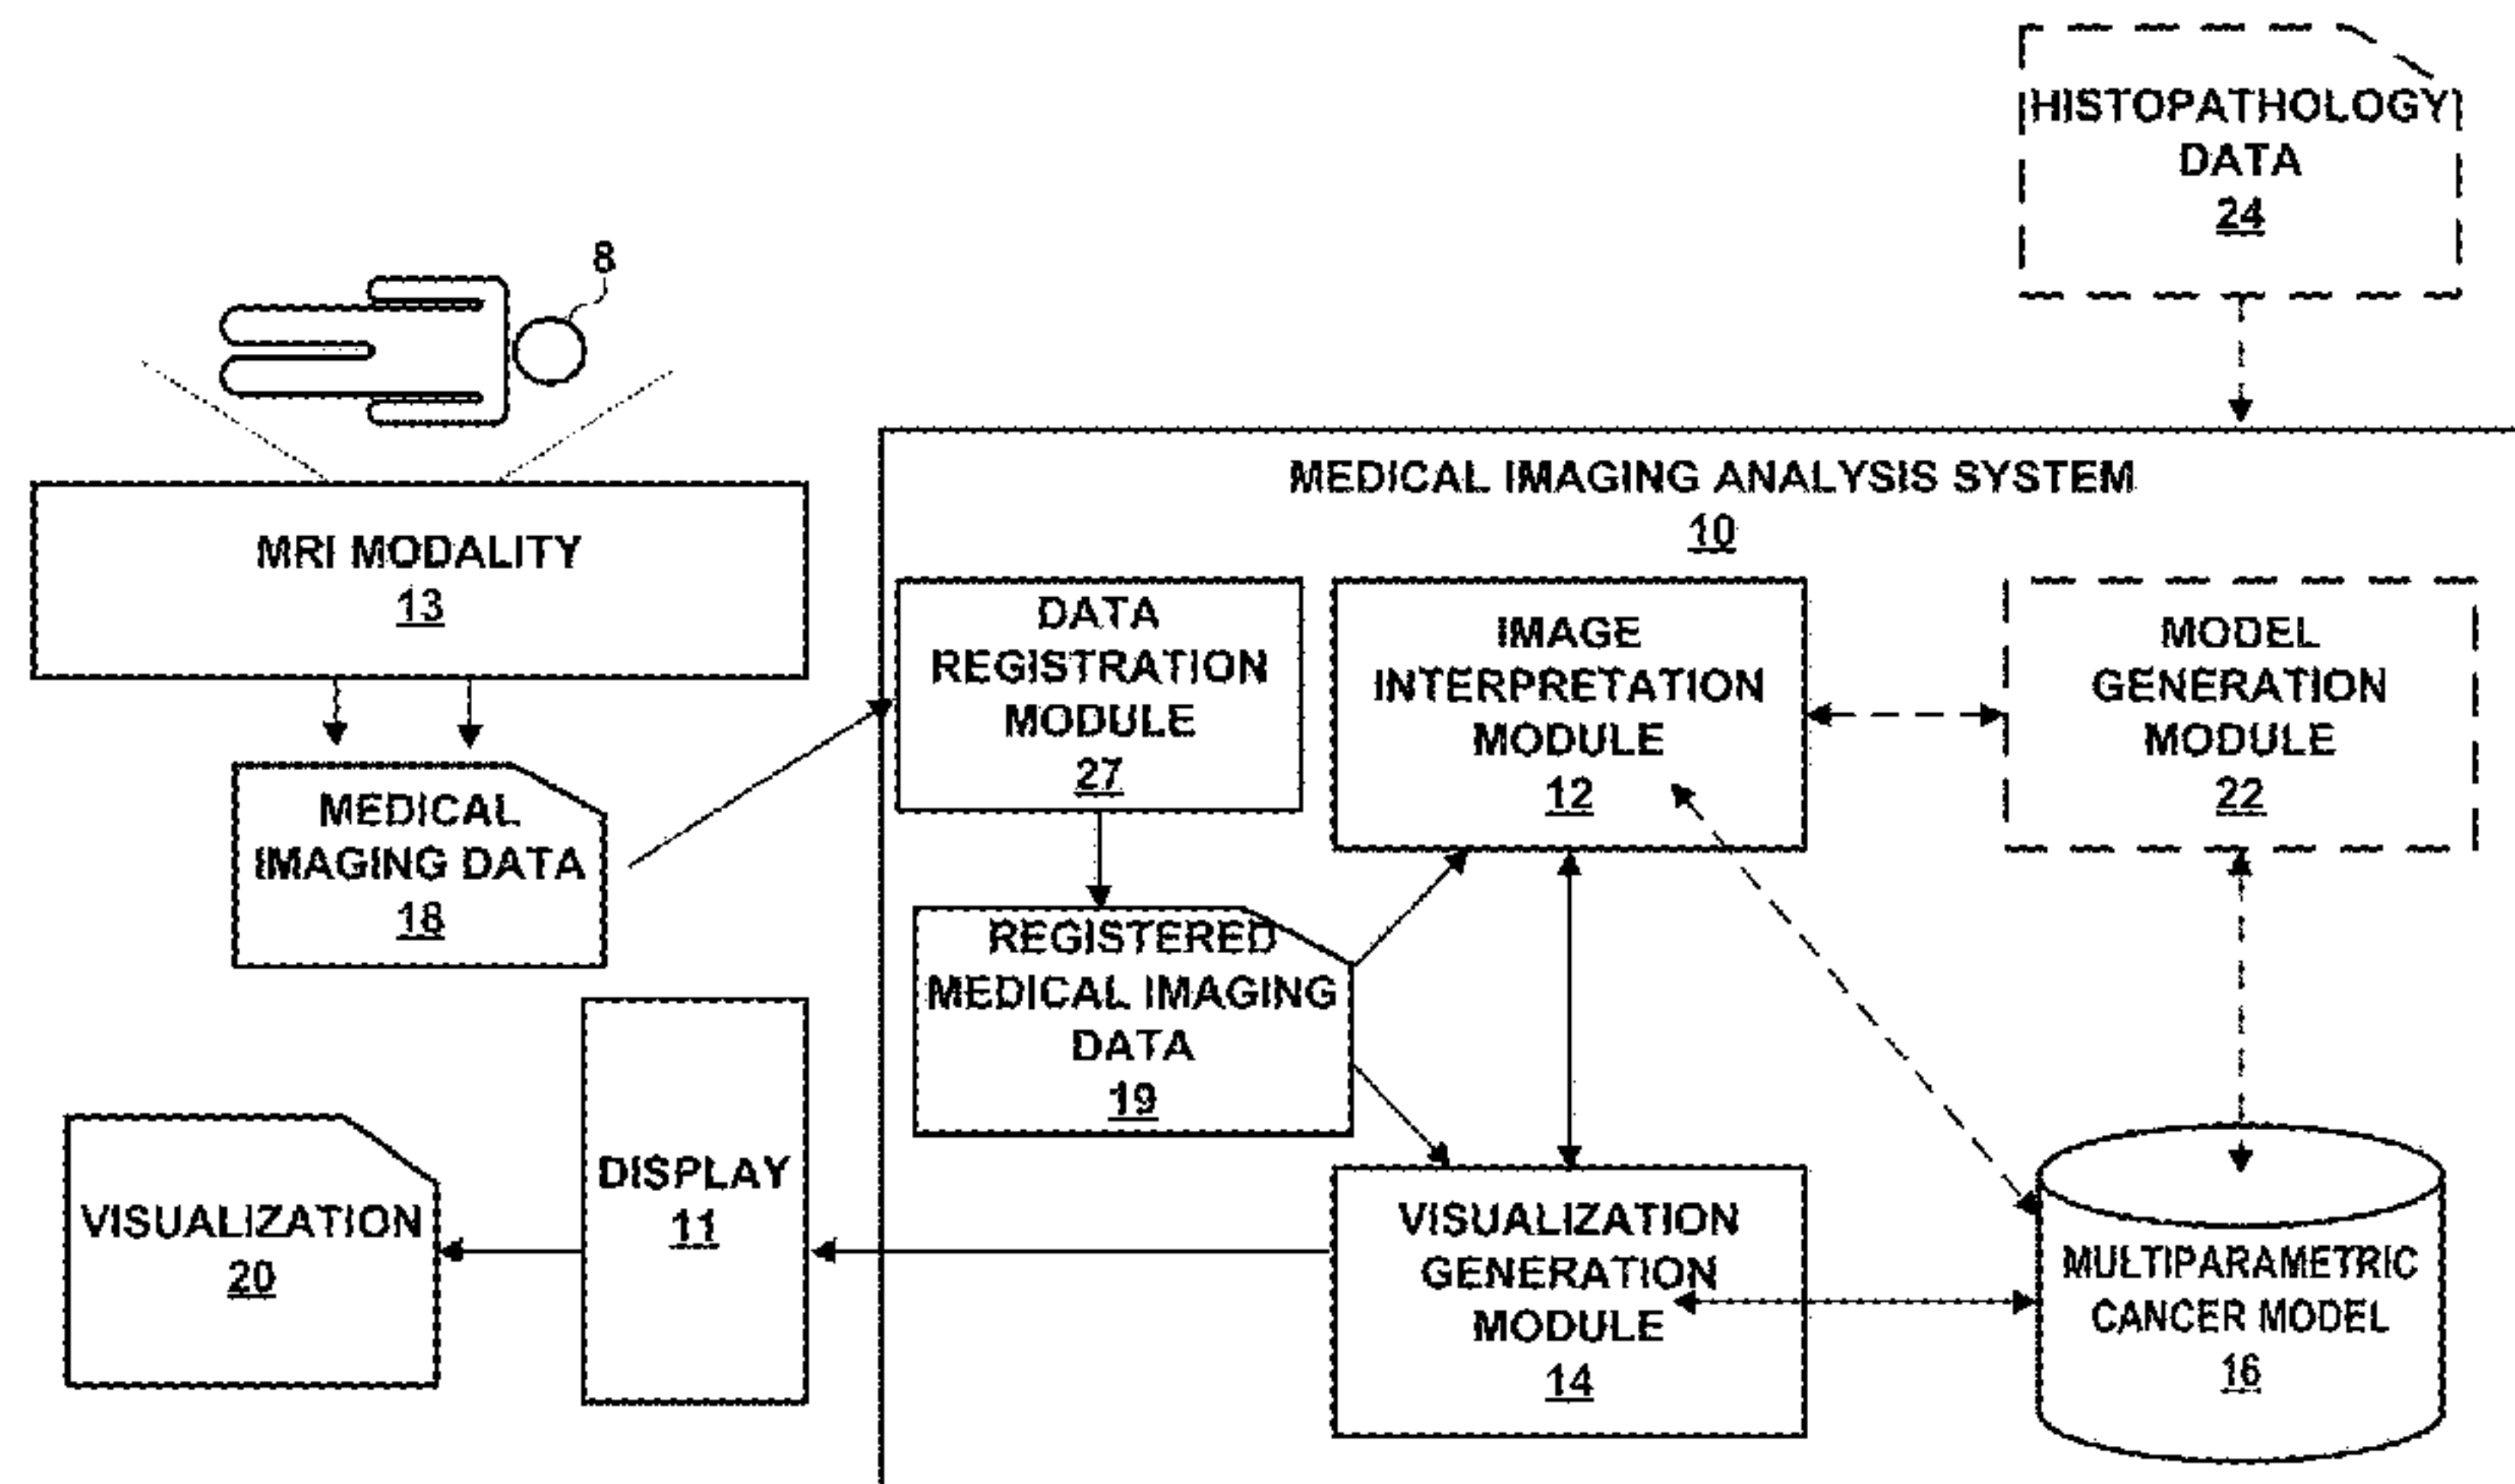 HISTOPATHOLOGY
DATA
24
8
MEDICAL IMAGING ANALYSIS SYSTEM
10
MRI MODALITY
13
DATA
REGISTRATION
MODULE
27
IMAGE
INTERPRETATION
MODULE
12
MODEL
GENERATION
MODULE
22
MEDICAL
IMAGING DATA
18
REGISTERED
MEDICAL IMAGING
DATA
19
DISPLAY
11
VISUALIZATION
20
VISUALIZATION
GENERATION
MODULE
14
MULTIPARAMETRIC
CANCER MODEL
16